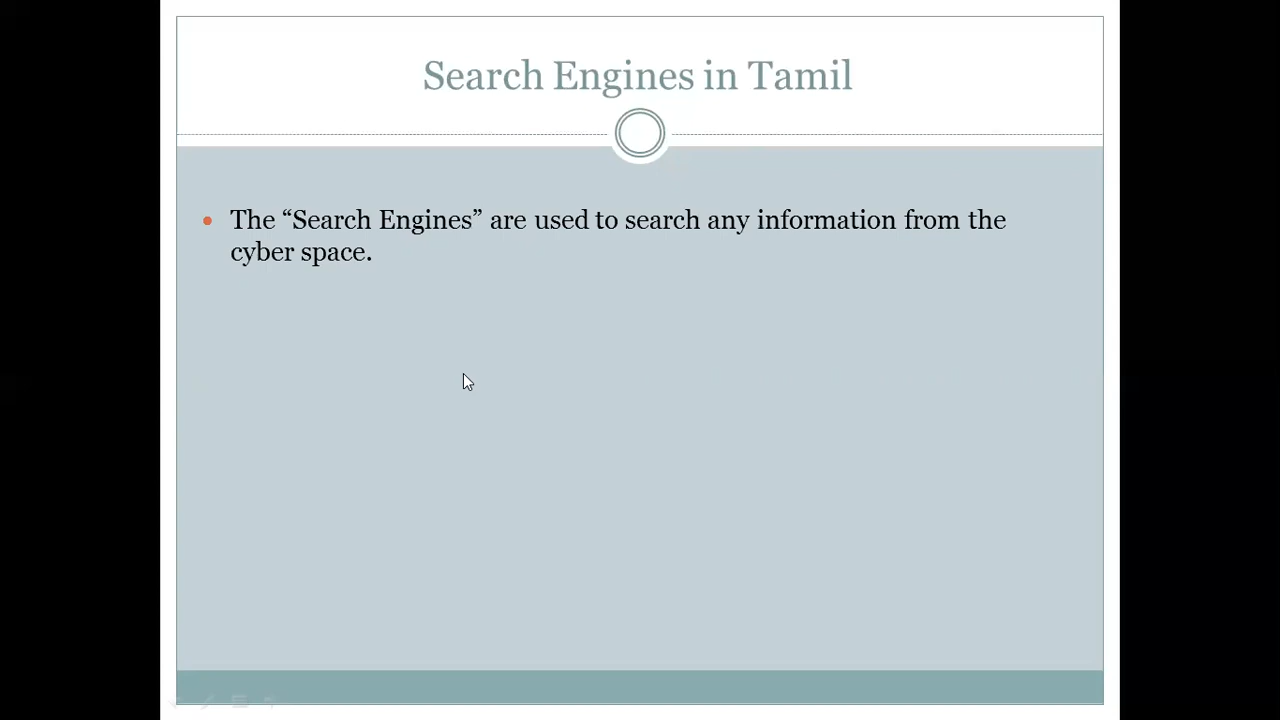 Search Engines in Tamil
The “Search Engines” are used to search any information from the
cyber space.